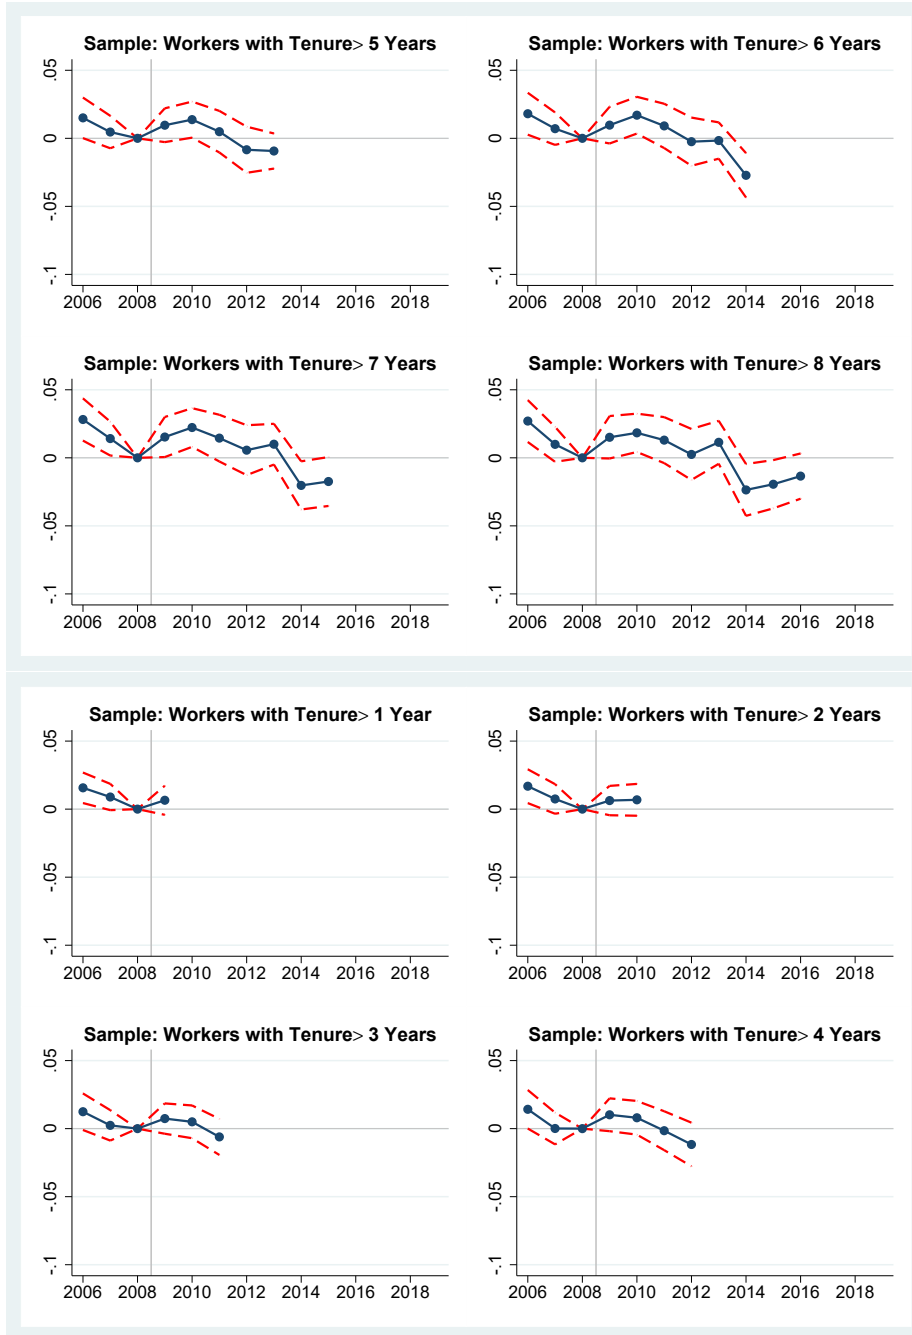 Sample: Workers with Tenure> 5 Years
.05
0
-.05
-.1
2006 2008 2010 2012 2014 2016 2018
Sample: Workers with Tenure> 6 Years
.05
0
-.05
-.1
2006 2008 2010 2012 2014 2016 2018
Sample: Workers with Tenure> 7 Years
.05
0
-.05
-.1
2006 2008 2010 2012 2014 2016 2018
Sample: Workers with Tenure> 8 Years
.05
0
-.05
-.1
2006 2008 2010 2012 2014 2016 2018
Sample: Workers with Tenure> 1 Year
.05
0
-.05
-.1
2006 2008 2010 2012 2014 2016 2018
Sample: Workers with Tenure> 2 Years
.05
0
-.05
-.1
2006 2008 2010 2012 2014 2016 2018
Sample: Workers with Tenure> 3 Years
.05
0
-.05
-.1
2006 2008 2010 2012 2014 2016 2018
Sample: Workers with Tenure> 4 Years
.05
0
-.05
-.1
2006 2008 2010 2012 2014 2016 2018